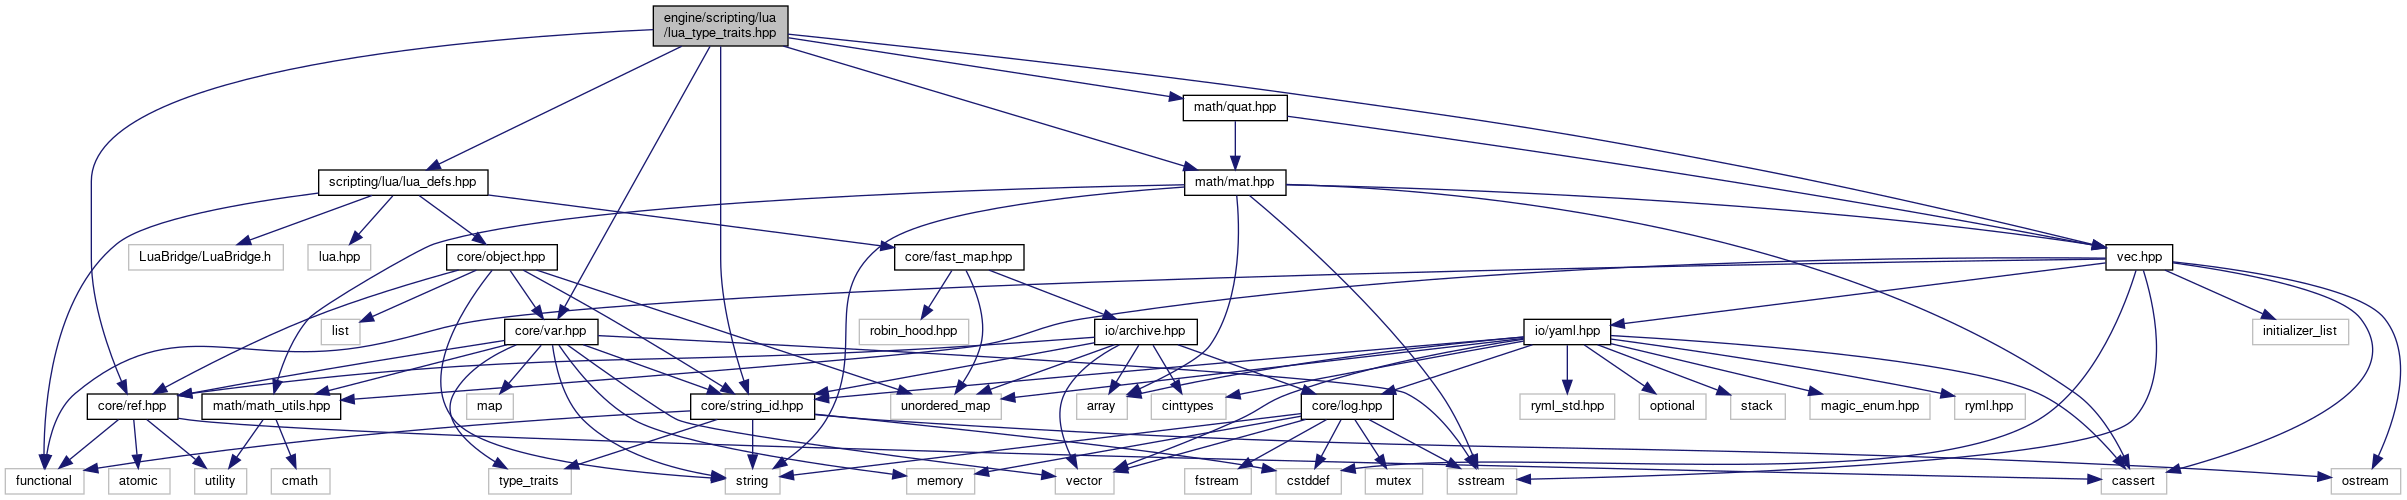 engine/scripting/lua
/lua_type_traits.hpp
math/quat.hpp
scripting/lua/lua_defs.hpp
math/mat.hpp
LuaBridge/LuaBridge.h
lua.hpp
core/object.hpp
core/fast_map.hpp
vec.hpp
list
core/var.hpp
robin_hood.hpp
io/archive.hpp
io/yaml.hpp
initializer_list
core/ref.hpp
math/math_utils.hpp
map
core/string_id.hpp
unordered_map
array
cinttypes
core/log.hpp
ryml_std.hpp
optional
stack
magic_enum.hpp
ryml.hpp
functional
atomic
utility
cmath
type_traits
string
memory
vector
fstream
cstddef
mutex
sstream
cassert
ostream